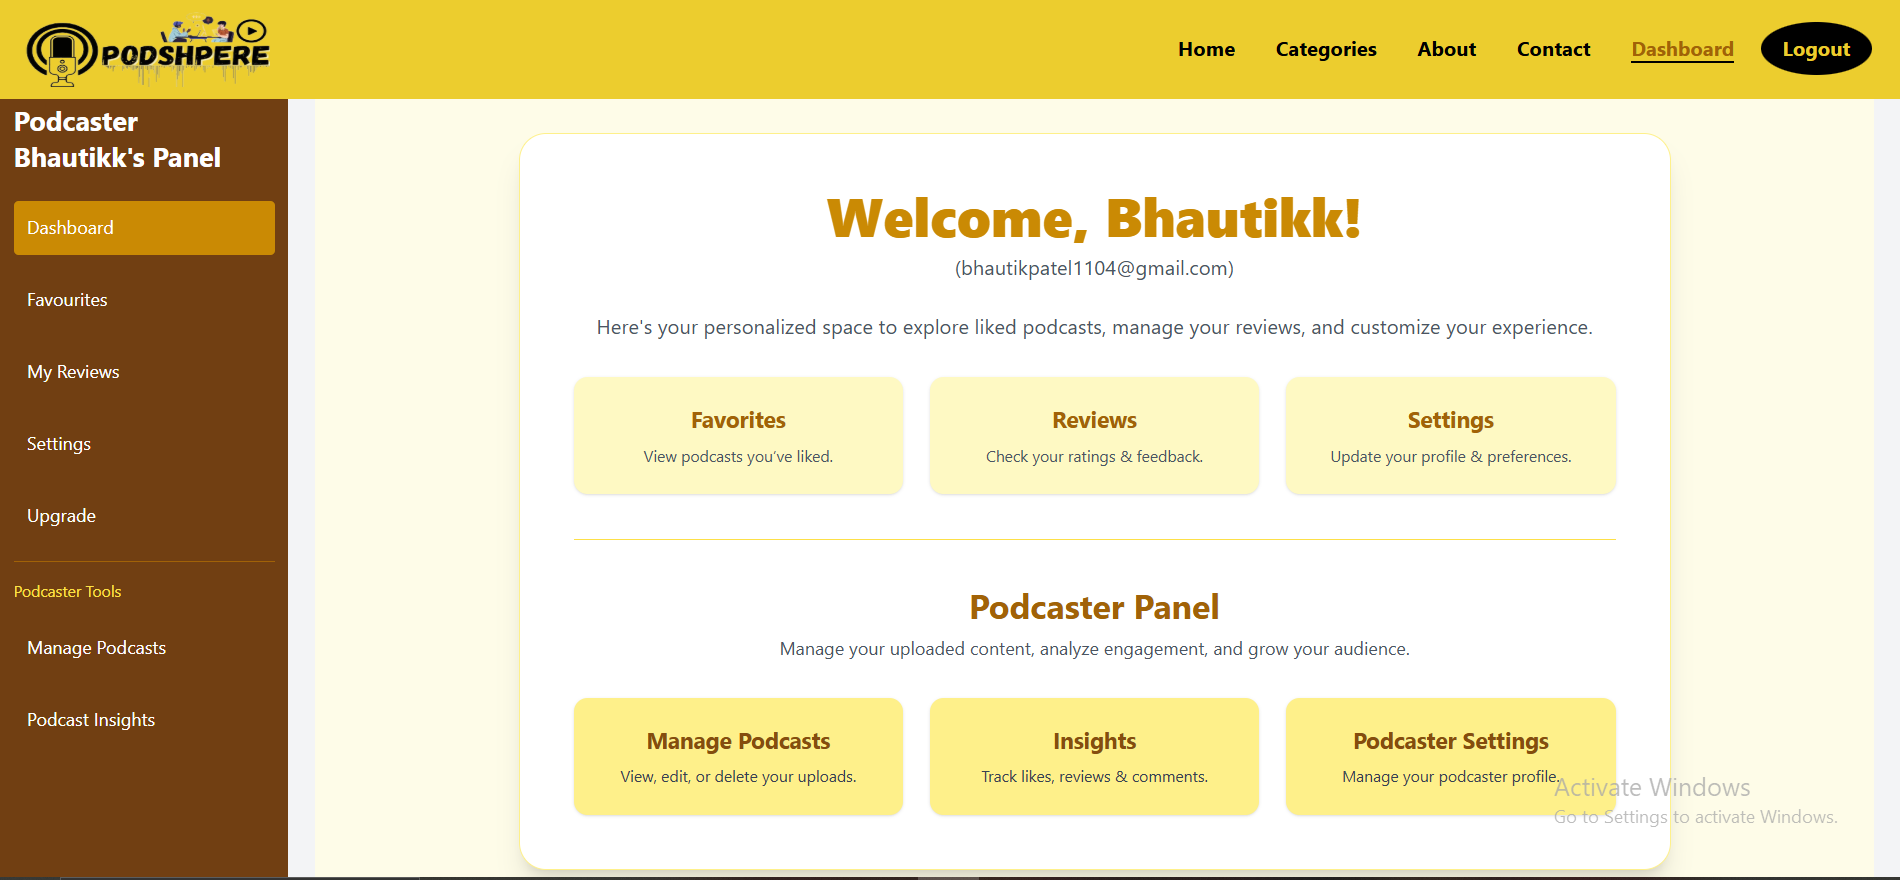 PODSHPERE
Home
Categories
About
Contact
Dashboard
Logout
Podcaster
Bhautikk's Panel
Dashboard
Favourites
My Reviews
Settings
Upgrade
Podcaster Tools
Manage Podcasts
Podcast Insights
Welcome, Bhautikk!
(bhautikpatel1104@gmail.com)
Here's your personalized space to explore liked podcasts, manage your reviews, and customize your experience.
Favorites
View podcasts you’ve liked.
Reviews
Check your ratings & feedback.
Settings
Update your profile & preferences.
Podcaster Panel
Manage your uploaded content, analyze engagement, and grow your audience.
Manage Podcasts
View, edit, or delete your uploads.
Insights
Track likes, reviews & comments.
Podcaster Settings
Manage your podcaster profile.
Activate Windows
Go to Settings to activate Windows.